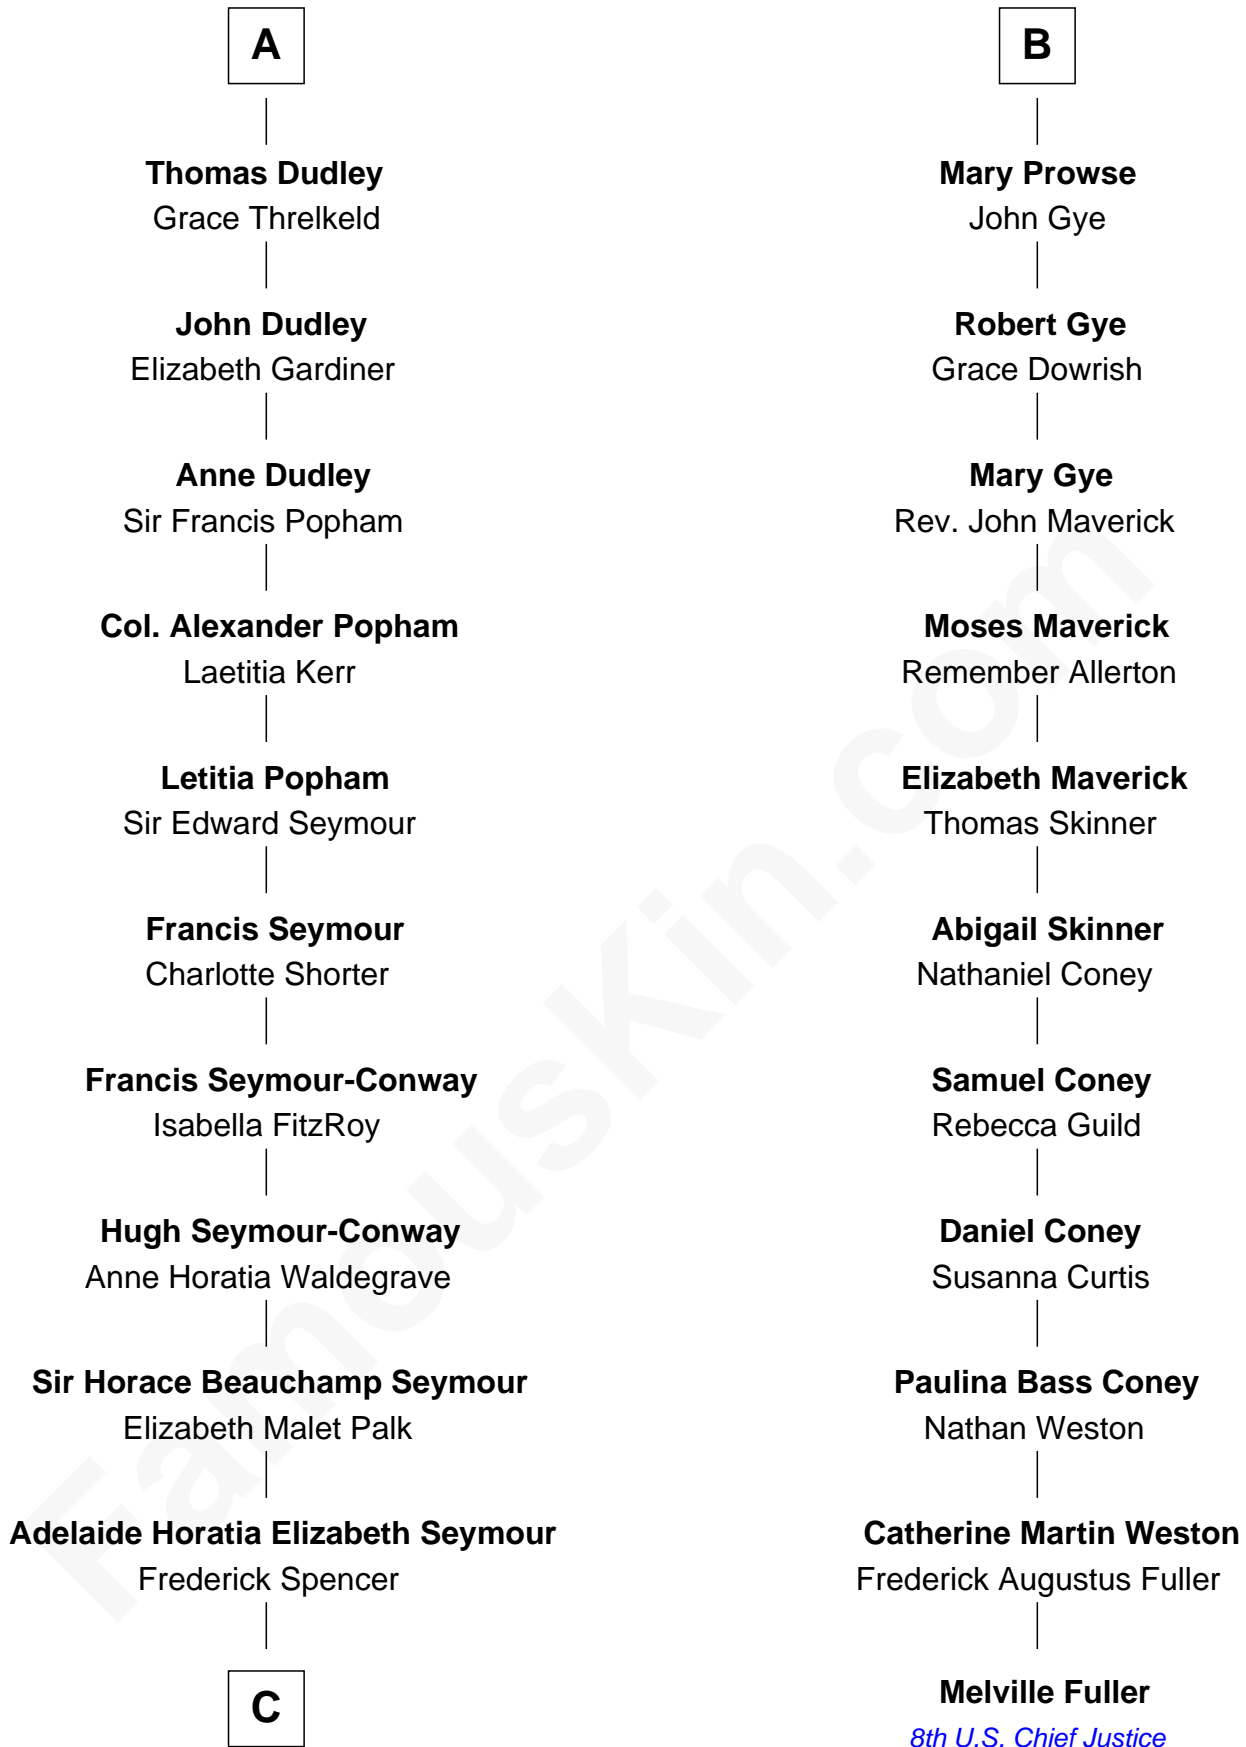 A
Thomas Dudley
Grace Threlkeld
John Dudley
Elizabeth Gardiner
Anne Dudley
Sir Francis Popham
Col. Alexander Popham
Laetitia Kerr
Letitia Popham
Sir Edward Seymour
Francis Seymour
Charlotte Shorter
Francis Seymour-Conway
Isabella FitzRoy
Hugh Seymour-Conway
Anne Horatia Waldegrave
Sir Horace Beauchamp Seymour
Elizabeth Malet Palk
Adelaide Horatia Elizabeth Seymour
Frederick Spencer
C
B
Mary Prowse
John Gye
Robert Gye
Grace Dowrish
Mary Gye
Rev. John Maverick
Moses Maverick
Remember Allerton
Elizabeth Maverick
Thomas Skinner
Abigail Skinner
Nathaniel Coney
Samuel Coney
Rebecca Guild
Daniel Coney
Susanna Curtis
Paulina Bass Coney
Nathan Weston
Catherine Martin Weston
Frederick Augustus Fuller
Melville Fuller
8th U.S. Chief Justice
FamousKin.com